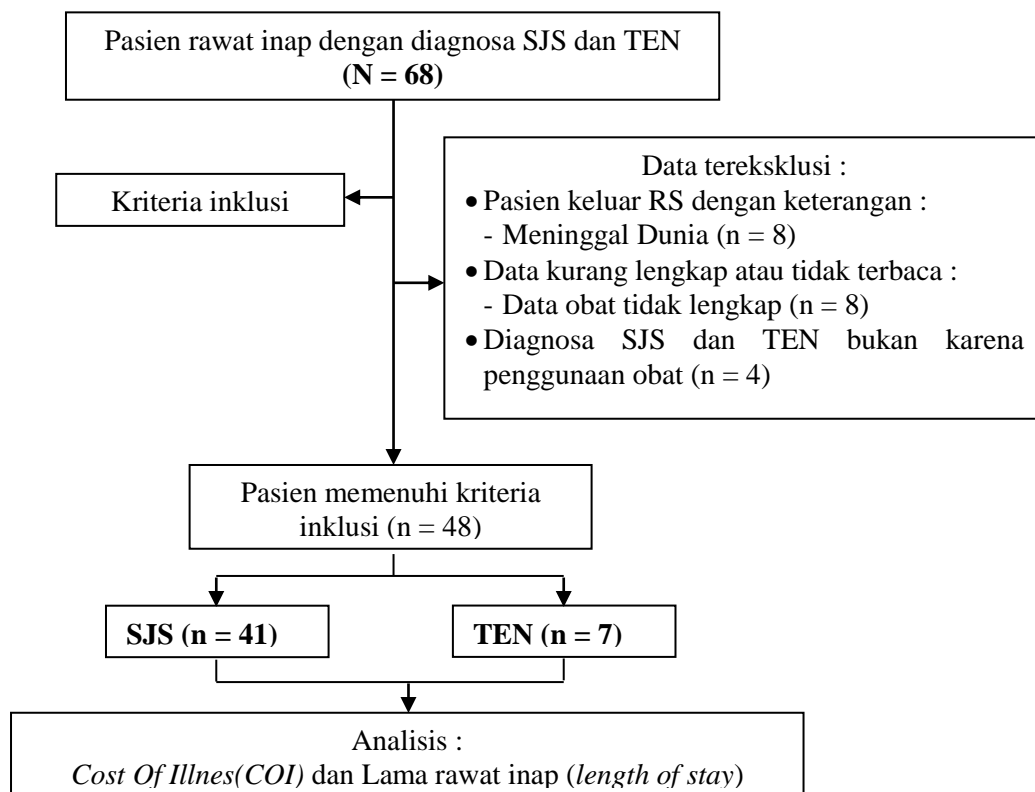 Pasien rawat inap dengan diagnosa SJS dan TEN
(N = 68)
Kriteria inklusi
Data tereksklusi :
• Pasien keluar RS dengan keterangan :
- Meninggal Dunia (n = 8)
• Data kurang lengkap atau tidak terbaca :
- Data obat tidak lengkap (n = 8)
• Diagnosa SJS dan TEN bukan karena
penggunaan obat (n = 4)
Pasien memenuhi kriteria
inklusi (n = 48)
SJS (n = 41)
TEN (n = 7)
Analisis :
Cost Of Illnes(COI) dan Lama rawat inap (length of stay)